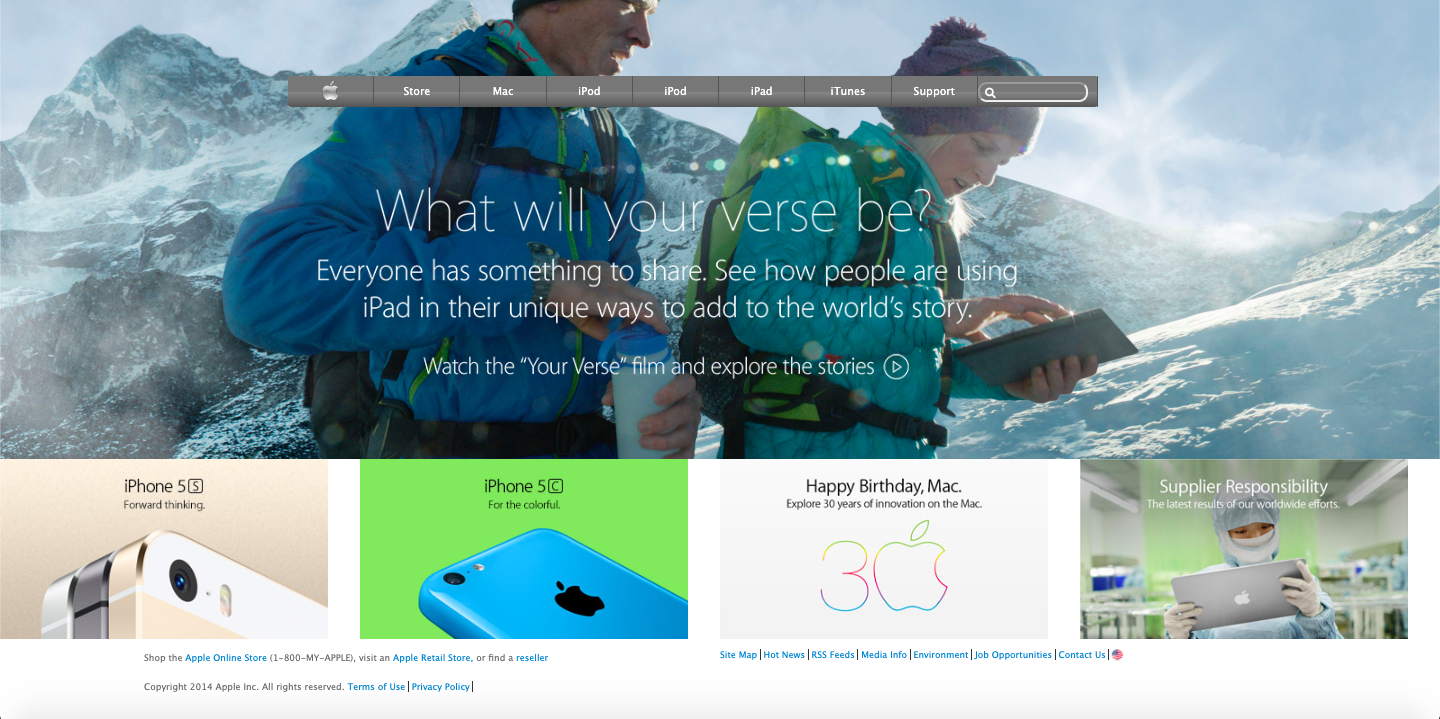 Store Mac iPod iPod iPad iTunes Support
What will your verse be?
Everyone has something to share. See how people are using
iPad in their unique ways to add to the world's story.
Watch the “Your Verse” film and explore the stories
iPhone 5S
Forward thinking.
iPhone 5C
For the colorful.
Happy Birthday, Mac.
Explore 30 years of innovation on the Mac.
30
Supplier Responsibility
The latest results of our worldwide efforts.
Shop the Apple Online Store (1-800-MY-APPLE), visit an Apple Retail Store, or find a reseller
Site Map | Hot News | RSS Feeds | Media Info | Environment | Job Opportunities | Contact Us |
Copyright 2014 Apple Inc. All rights reserved. Terms of Use | Privacy Policy |